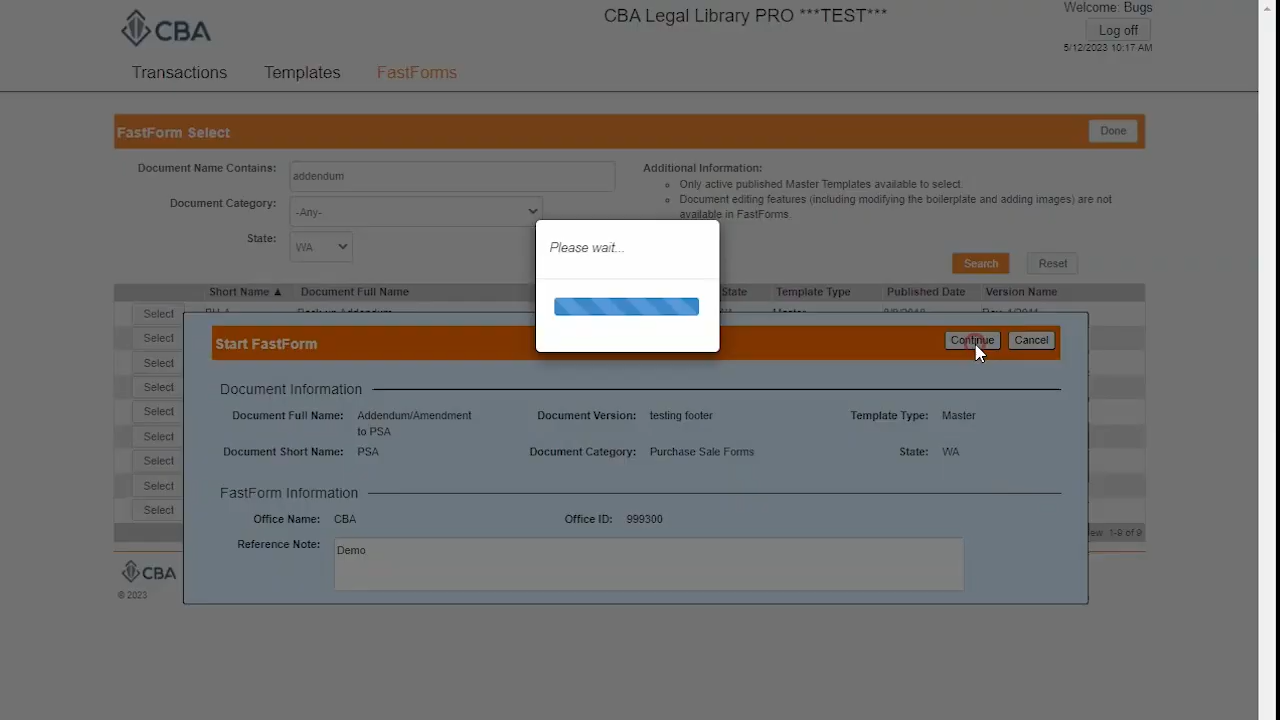 CBA
CBA Legal Library PRO ***TEST***
Welcome: Bugs
Log off
5/12/2023 10:17 AM
Transactions Templates FastForms
FastForm Select
Done
Document Name Contains: addendum
Document Category: -Any-
State: WA
Additional Information:
Only active published Master Templates available to select.
Document editing features (including modifying the boilerplate and adding images) are not
available in FastForms.
Search Reset
Short Name ▲ Document Full Name State Template Type Published Date Version Name
Select
Select
Select
Select
Select
Select
Select
Select
Select
Please wait...
Start FastForm
Continue Cancel
Document Information
Document Full Name: Addendum/Amendment
to PSA
Document Version: testing footer
Template Type: Master
Document Short Name: PSA
Document Category: Purchase Sale Forms
State: WA
FastForm Information
Office Name: CBA
Office ID: 999300
Reference Note: Demo
1-9 of 9
CBA
© 2023